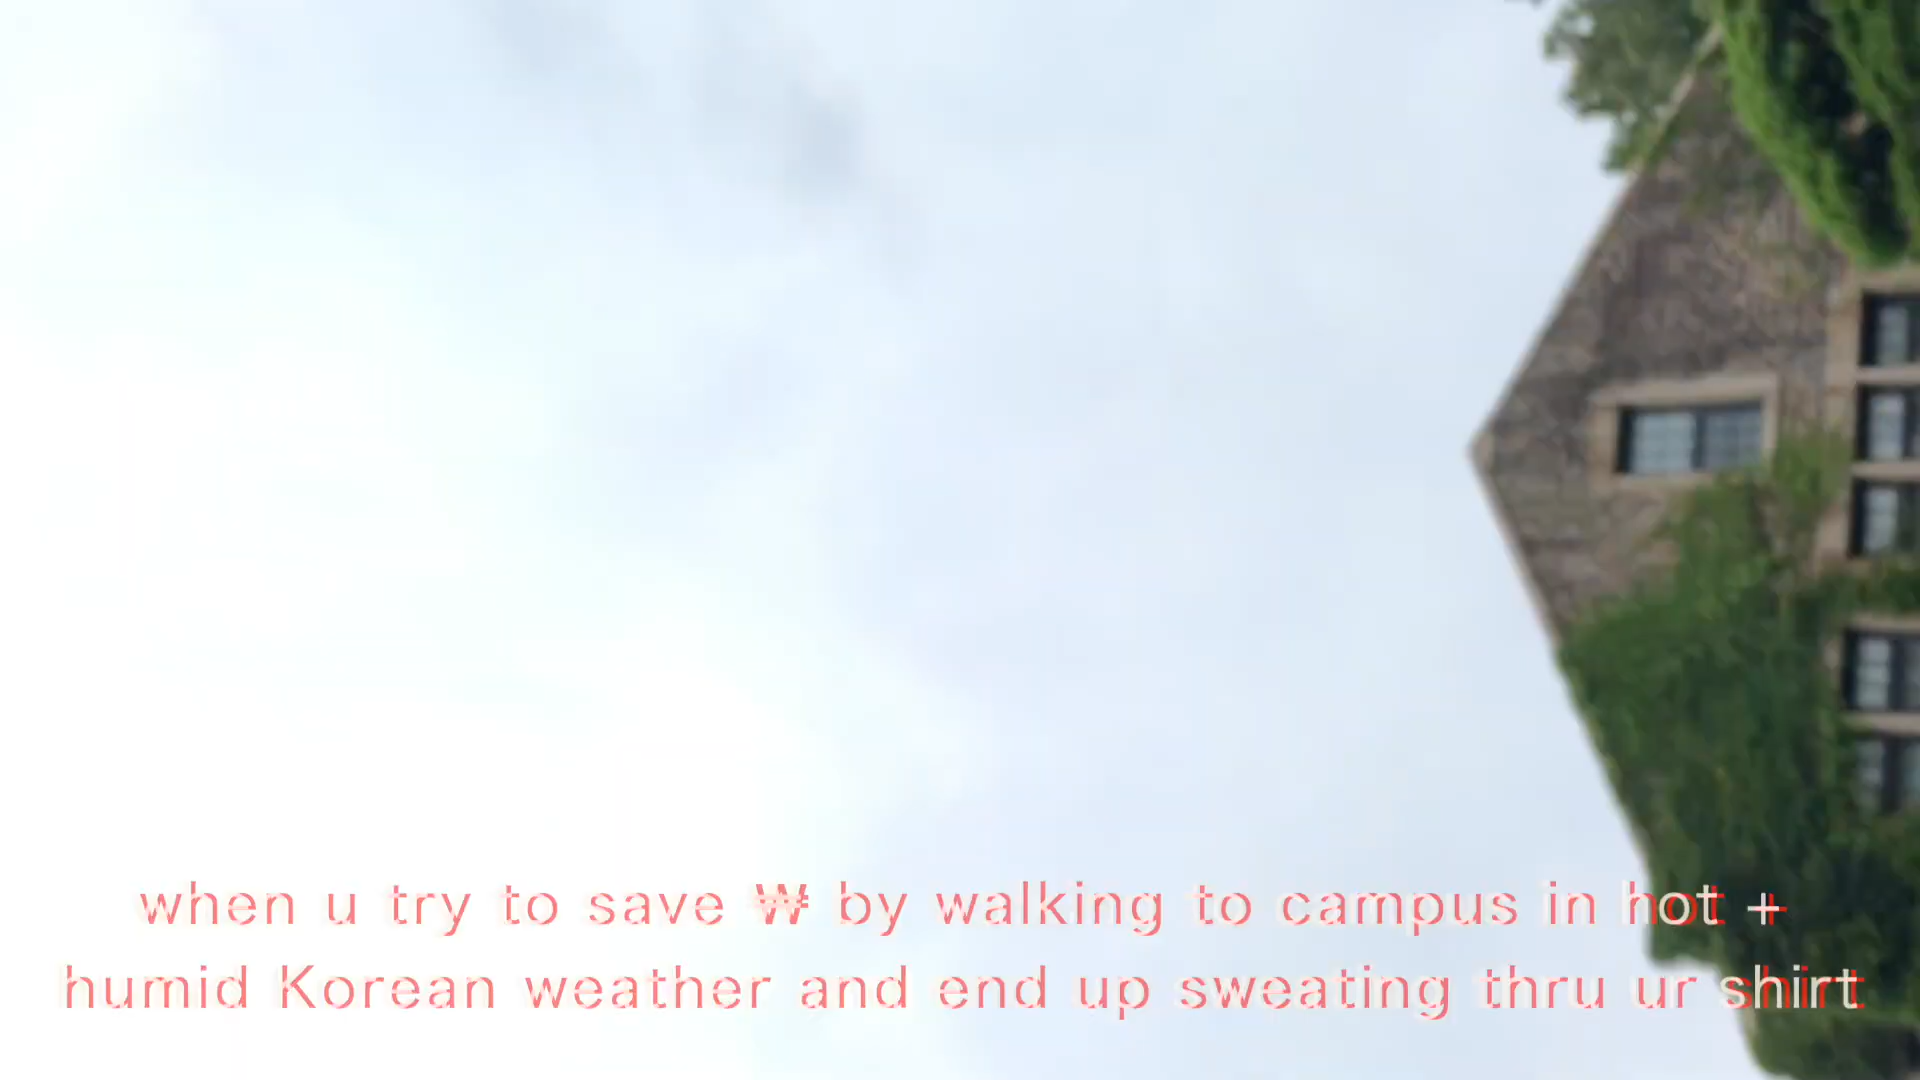 when u try to save ₩ by walking to campus in hot +
humid Korean weather and end up sweating thru ur shirt